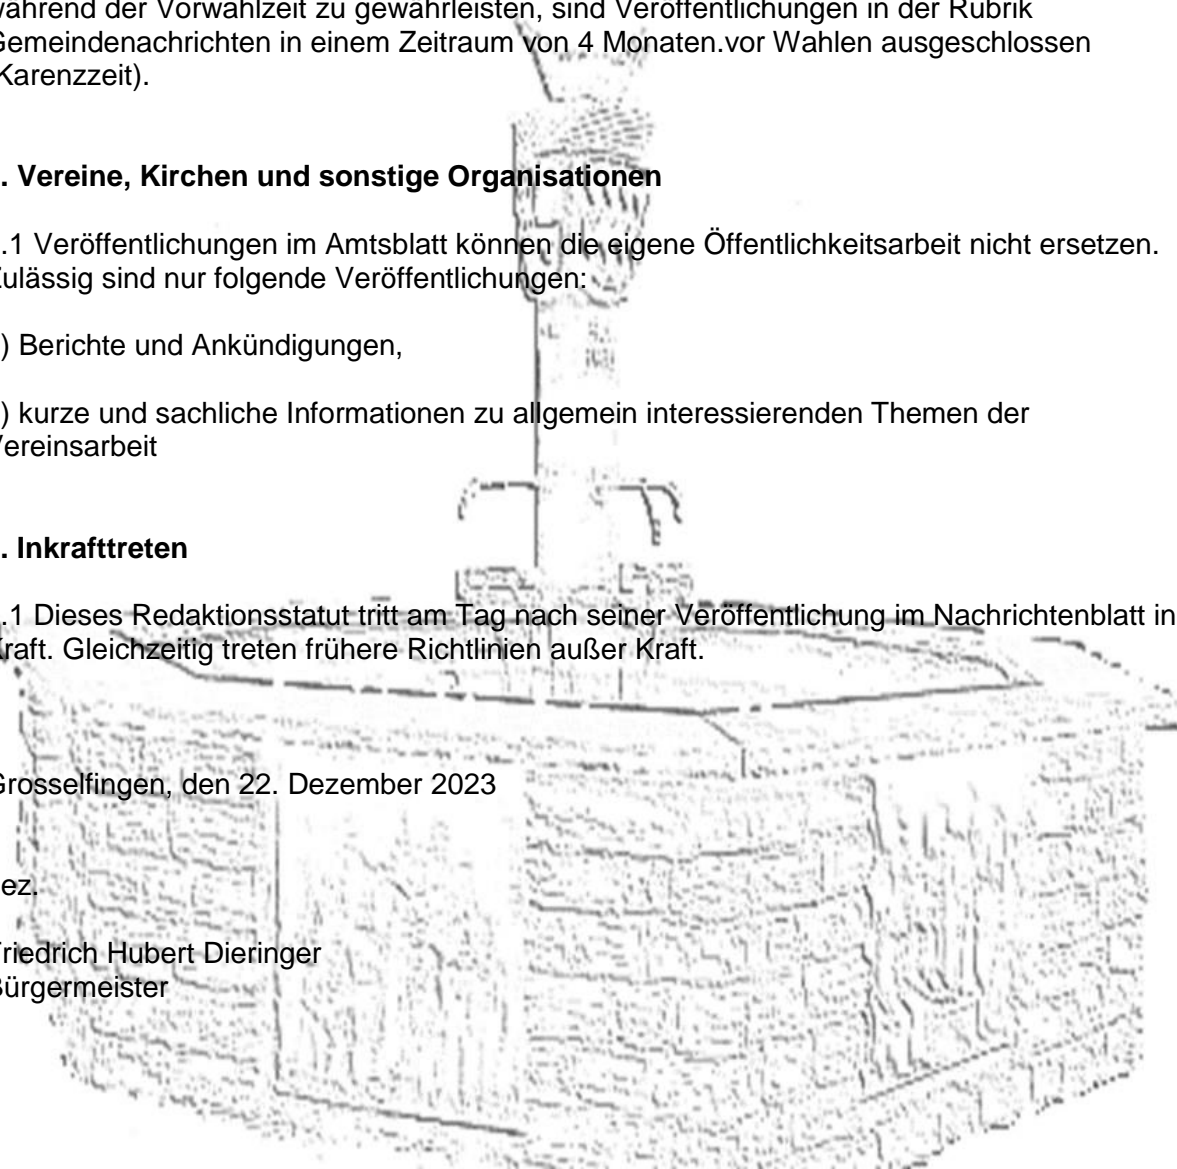 während der Vorwahlzeit zu gewährleisten, sind Veröffentlichungen in der Rubrik
Gemeindenachrichten in einem Zeitraum von 4 Monaten.vor Wahlen ausgeschlossen
(Karenzzeit).
. Vereine, Kirchen und sonstige Organisationen
.1 Veröffentlichungen im Amtsblatt können die eigene Öffentlichkeitsarbeit nicht ersetzen.
Zulässig sind nur folgende Veröffentlichungen:
) Berichte und Ankündigungen,
) kurze und sachliche Informationen zu allgemein interessierenden Themen der
Vereinsarbeit
. Inkrafttreten
.1 Dieses Redaktionsstatut tritt am Tag nach seiner Veröffentlichung im Nachrichtenblatt in
Kraft. Gleichzeitig treten frühere Richtlinien außer Kraft.
Grosselfingen, den 22. Dezember 2023
gez.
Friedrich Hubert Dieringer
Bürgermeister